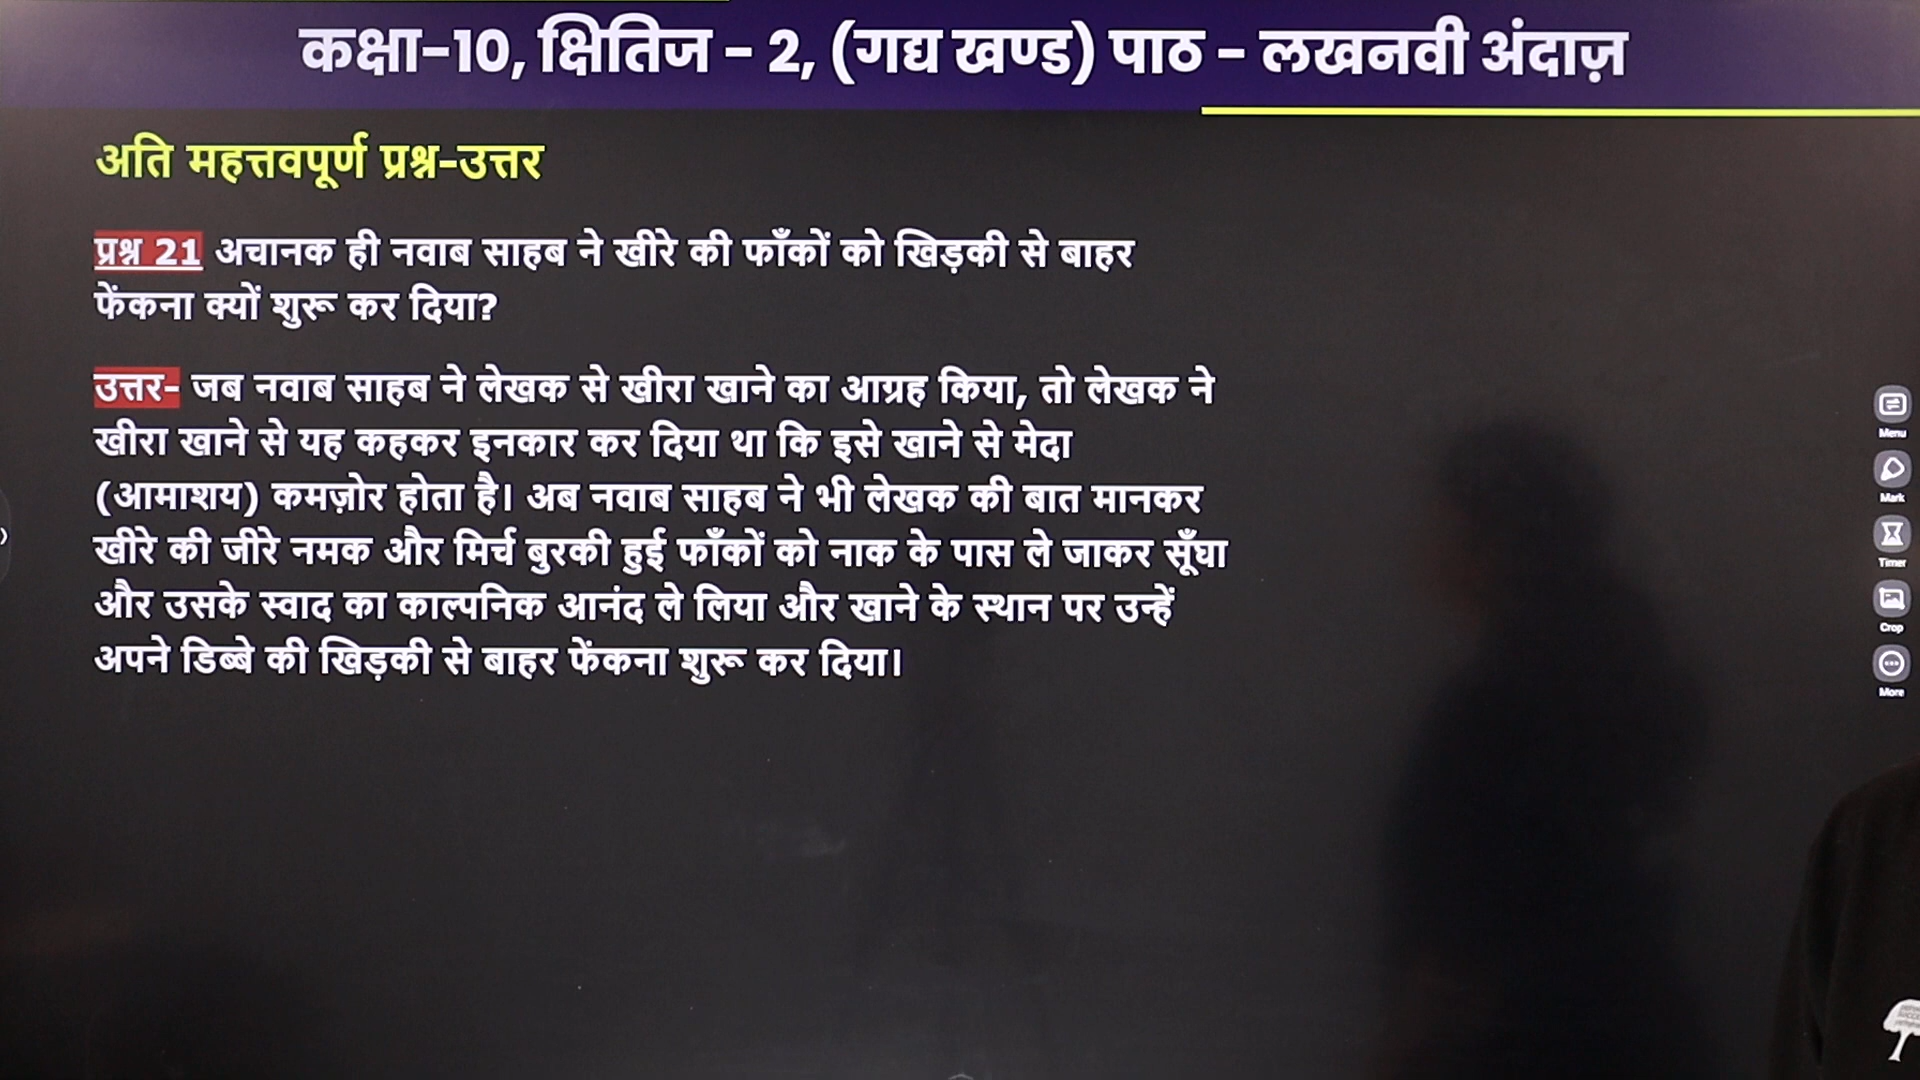 कक्षा-10, क्षितिज - 2, (गद्य खण्ड) पाठ - लखनवी अंदाज़
अति महत्तवपूर्ण प्रश्न-उत्तर
प्रश्न 21 अचानक ही नवाब साहब ने खीरे की फाँकों को खिड़की से बाहर
फेंकना क्यों शुरू कर दिया?
उत्तर- जब नवाब साहब ने लेखक से खीरा खाने का आग्रह किया, तो लेखक ने
खीरा खाने से यह कहकर इनकार कर दिया था कि इसे खाने से मेदा
(आमाशय) कमज़ोर होता है। अब नवाब साहब ने भी लेखक की बात मानकर
खीरे की जीरे नमक और मिर्च बुरकी हुई फाँकों को नाक के पास ले जाकर सूँघा
और उसके स्वाद का काल्पनिक आनंद ले लिया और खाने के स्थान पर उन्हें
अपने डिब्बे की खिड़की से बाहर फेंकना शुरू कर दिया।
Menu
Mark
Timer
Crop
More